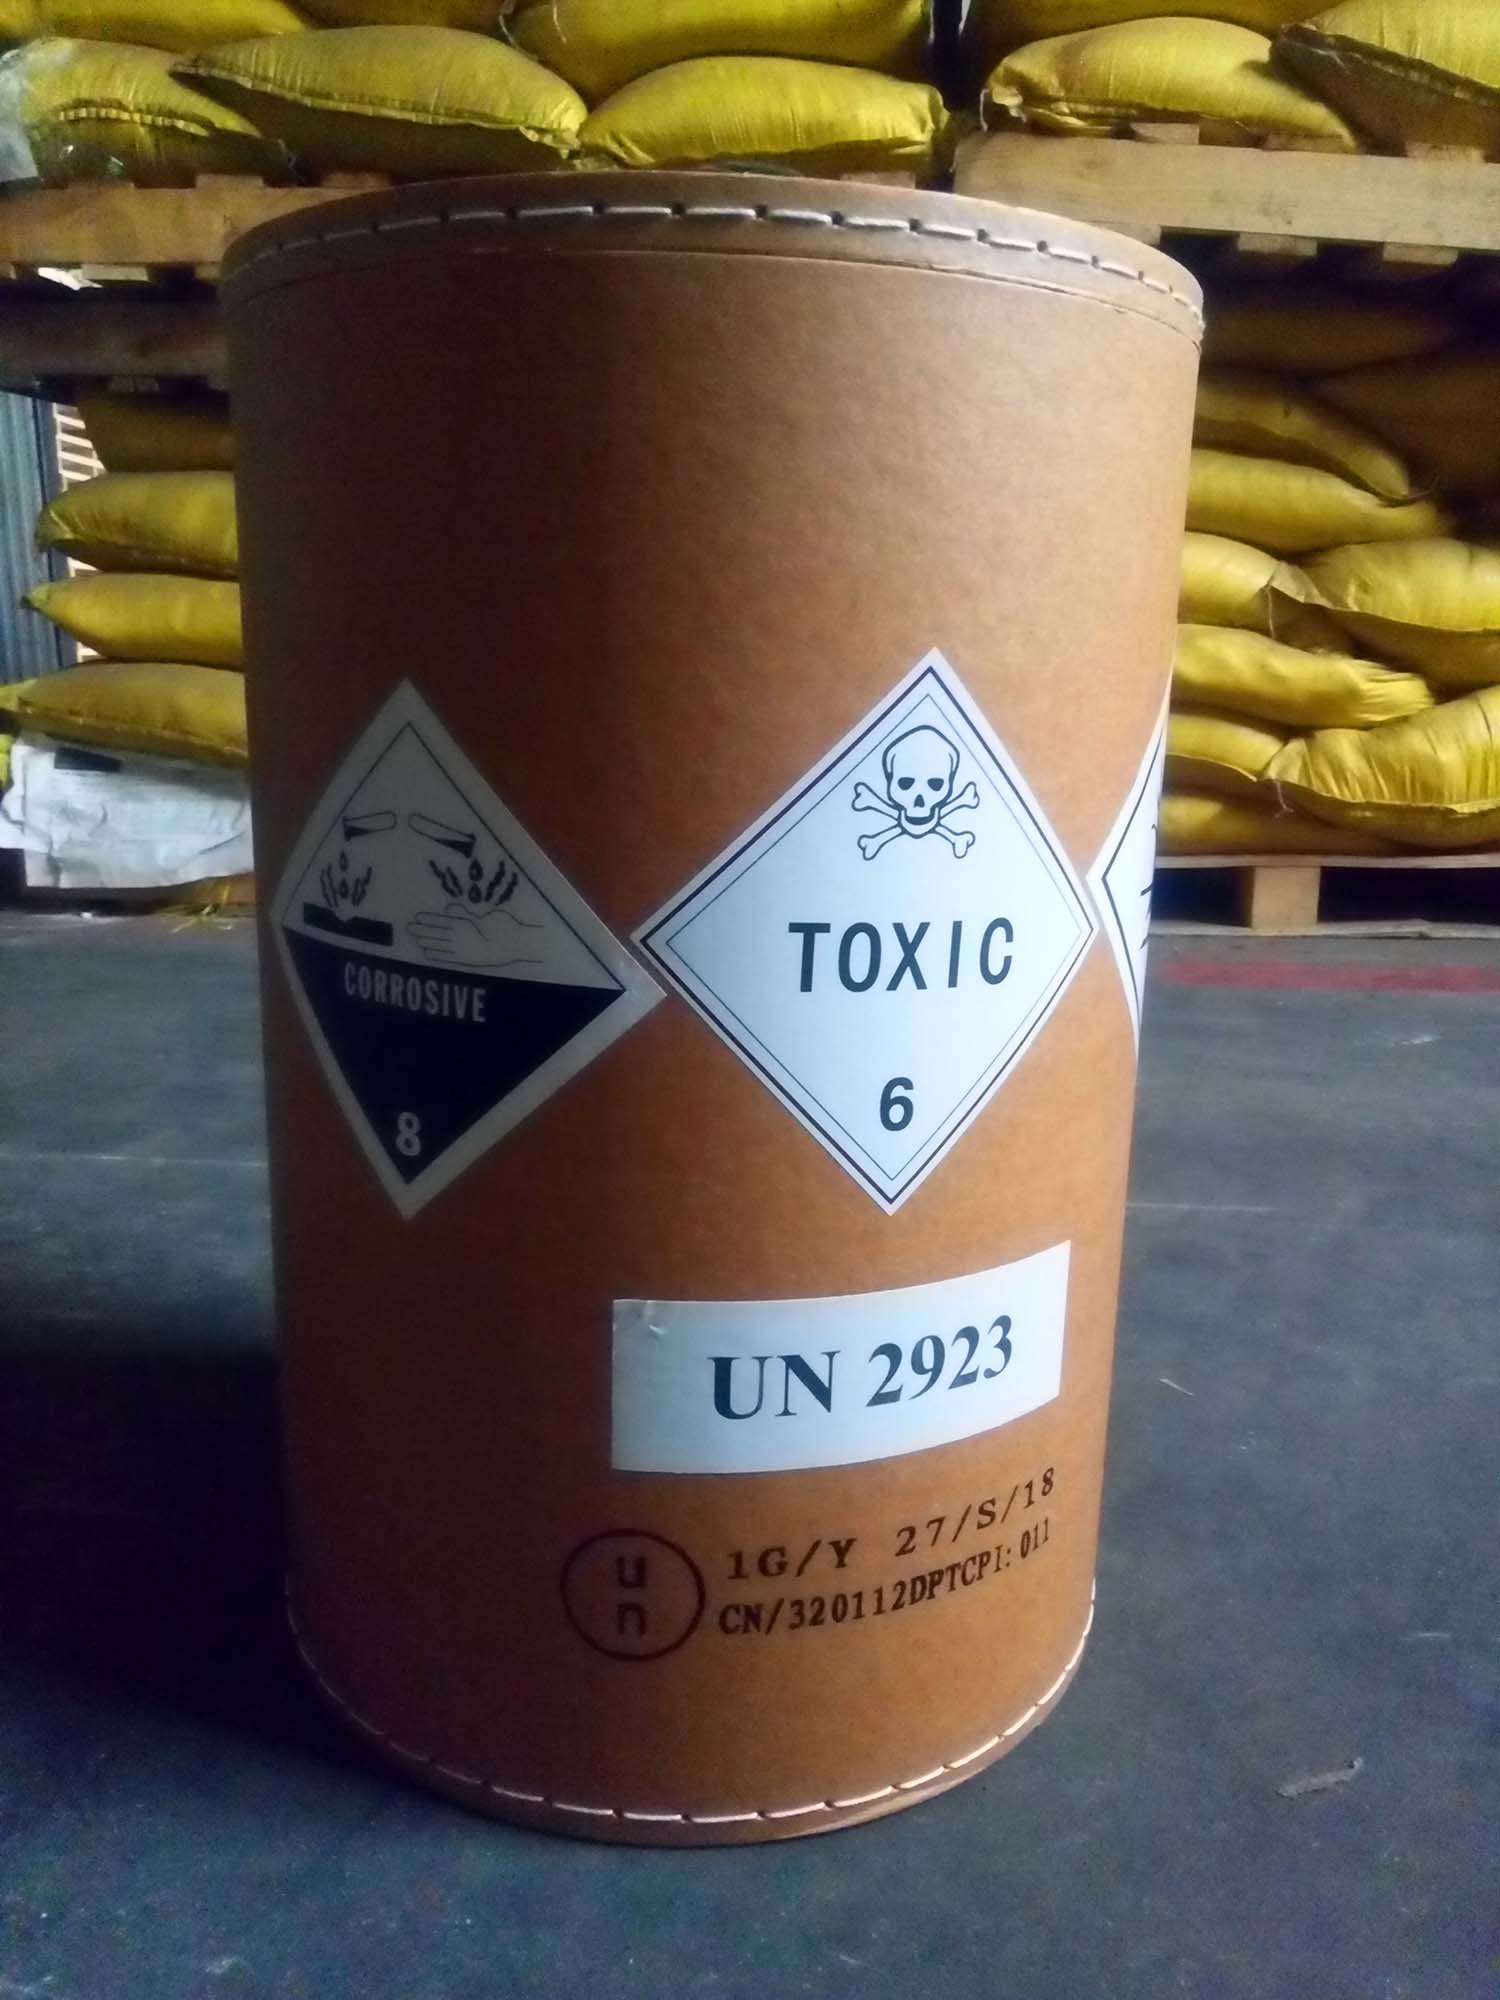 CORROSIVE
8
TOXIC
6
UN 2923
u
n
1G/Y 27/S/18
CN/320112DPTCPI:011